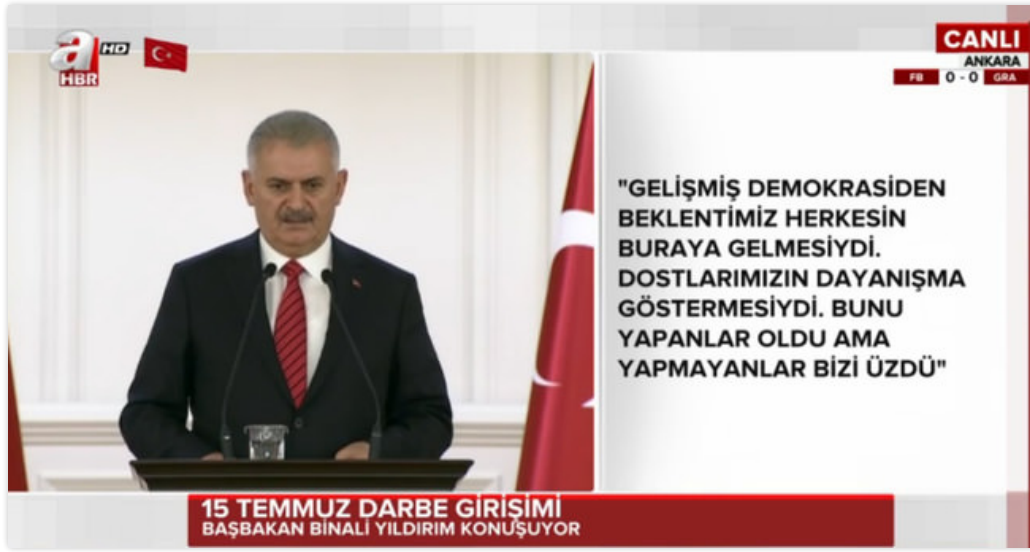 a
HBR
HD
CANLI
ANKARA
FB 0 - 0 GRA
"GELİŞMİŞ DEMOKRASİDEN
BEKLENTİMİZ HERKESİN
BURAYA GELMESİYDİ.
DOSTLARIMIZIN DAYANIŞMA
GÖSTERMESİYDİ. BUNU
YAPANLAR OLDU AMA
YAPMAYANLAR BİZİ ÜZDÜ"
15 TEMMUZ DARBE GİRİŞİMİ
BAŞBAKAN BİNALİ YILDIRIM KONUŞUYOR